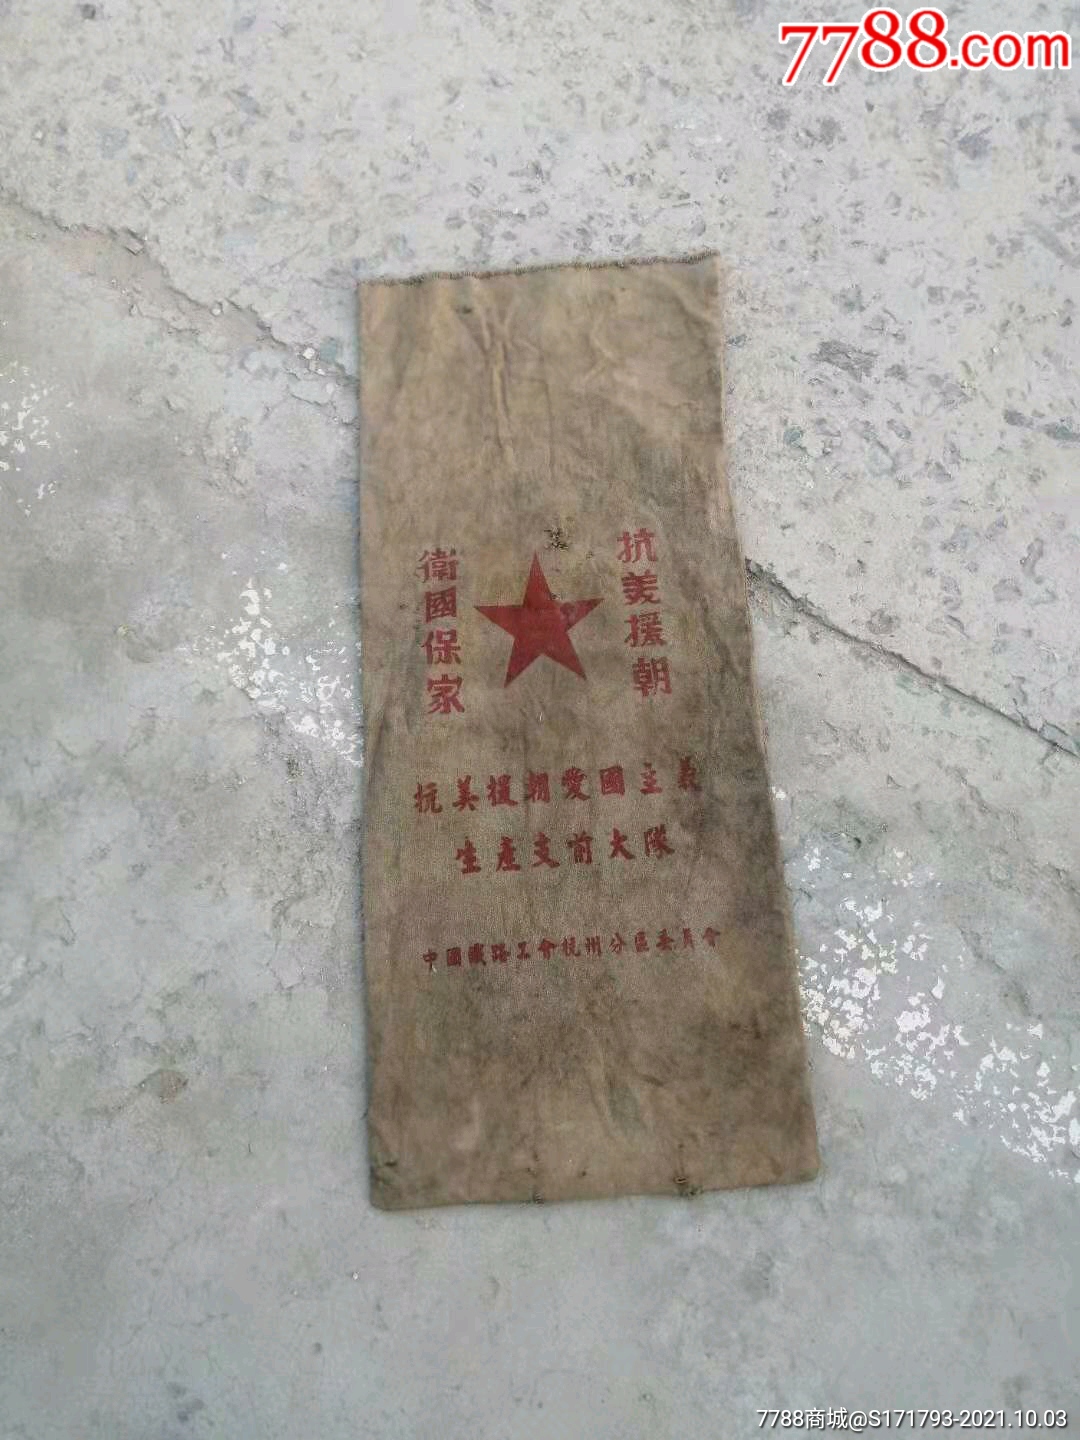 7788.com
抗美援朝
衛國保家
抗美援朝愛國主義
生產支前大隊
中國鐵路工會杭州分區委員會
7788商城@S171793-2021.10.03